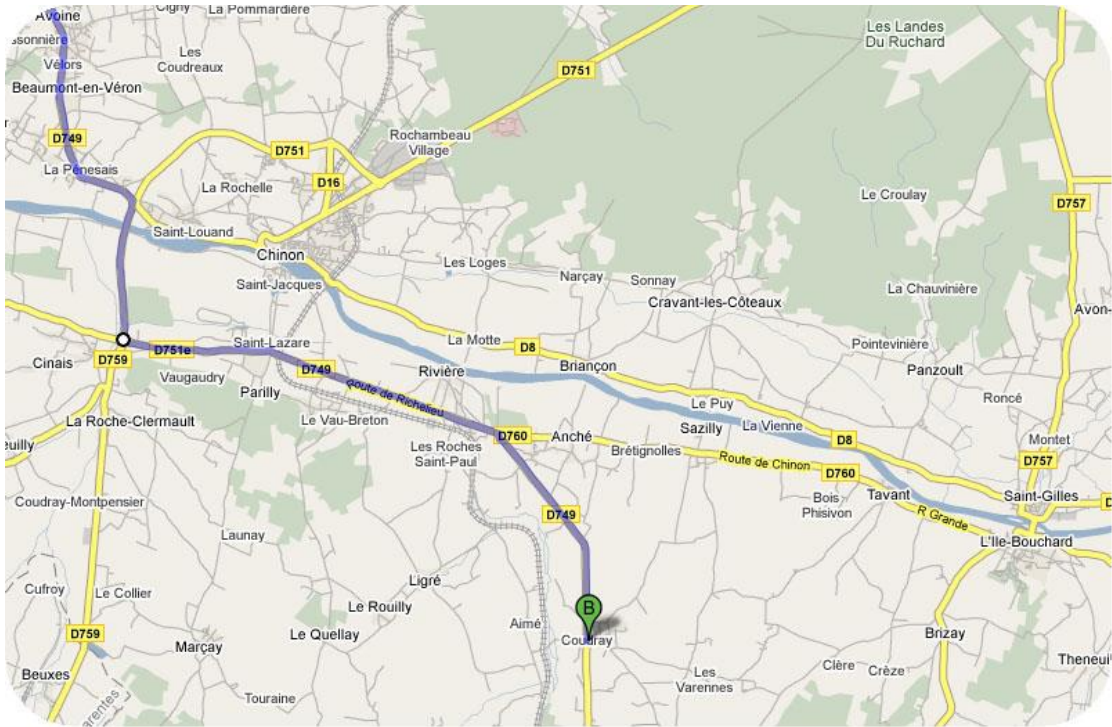 Avoine
Cigny
La Pommardière
ssonnière
Les
Coudreaux
Vélors
Beaumont-en-Véron
Les Landes
Du Ruchard
D751
D749
Rochambeau
Village
D751
La Pénesais
La Rochelle
D16
Le Croulay
D757
Saint-Louand
Chinon
Les Loges
Narçay
Sonnay
Saint-Jacques
Cravant-les-Côteaux
La Chauvinière
Avon-
Saint-Lazare
La Motte
D8
Pointevinière
D751e
Cinais
D759
Vaugaudry
D749
Rivière
Briançon
Panzoult
Parilly
Route de Richelieu
Le Puy
Roncé
La Roche-Clermault
Le Vau-Breton
Sazilly
La Vienne
D8
euilly
Les Roches
Saint-Paul
D760
Anché
Brétignolles
Route de Chinon
D760
Montet
D757
Coudray-Montpensier
Bois
Phisivon
Tavant
Saint-Gilles
D
D749
R Grande
Launay
L'Ile-Bouchard
Ligré
Cufroy
Le Collier
Le Rouilly
B
D759
Le Quellay
Aimé
Coudray
Brizay
Marçay
Beuxes
Les
Varennes
Clère
Crèze
Theneuil
Touraine
arentes